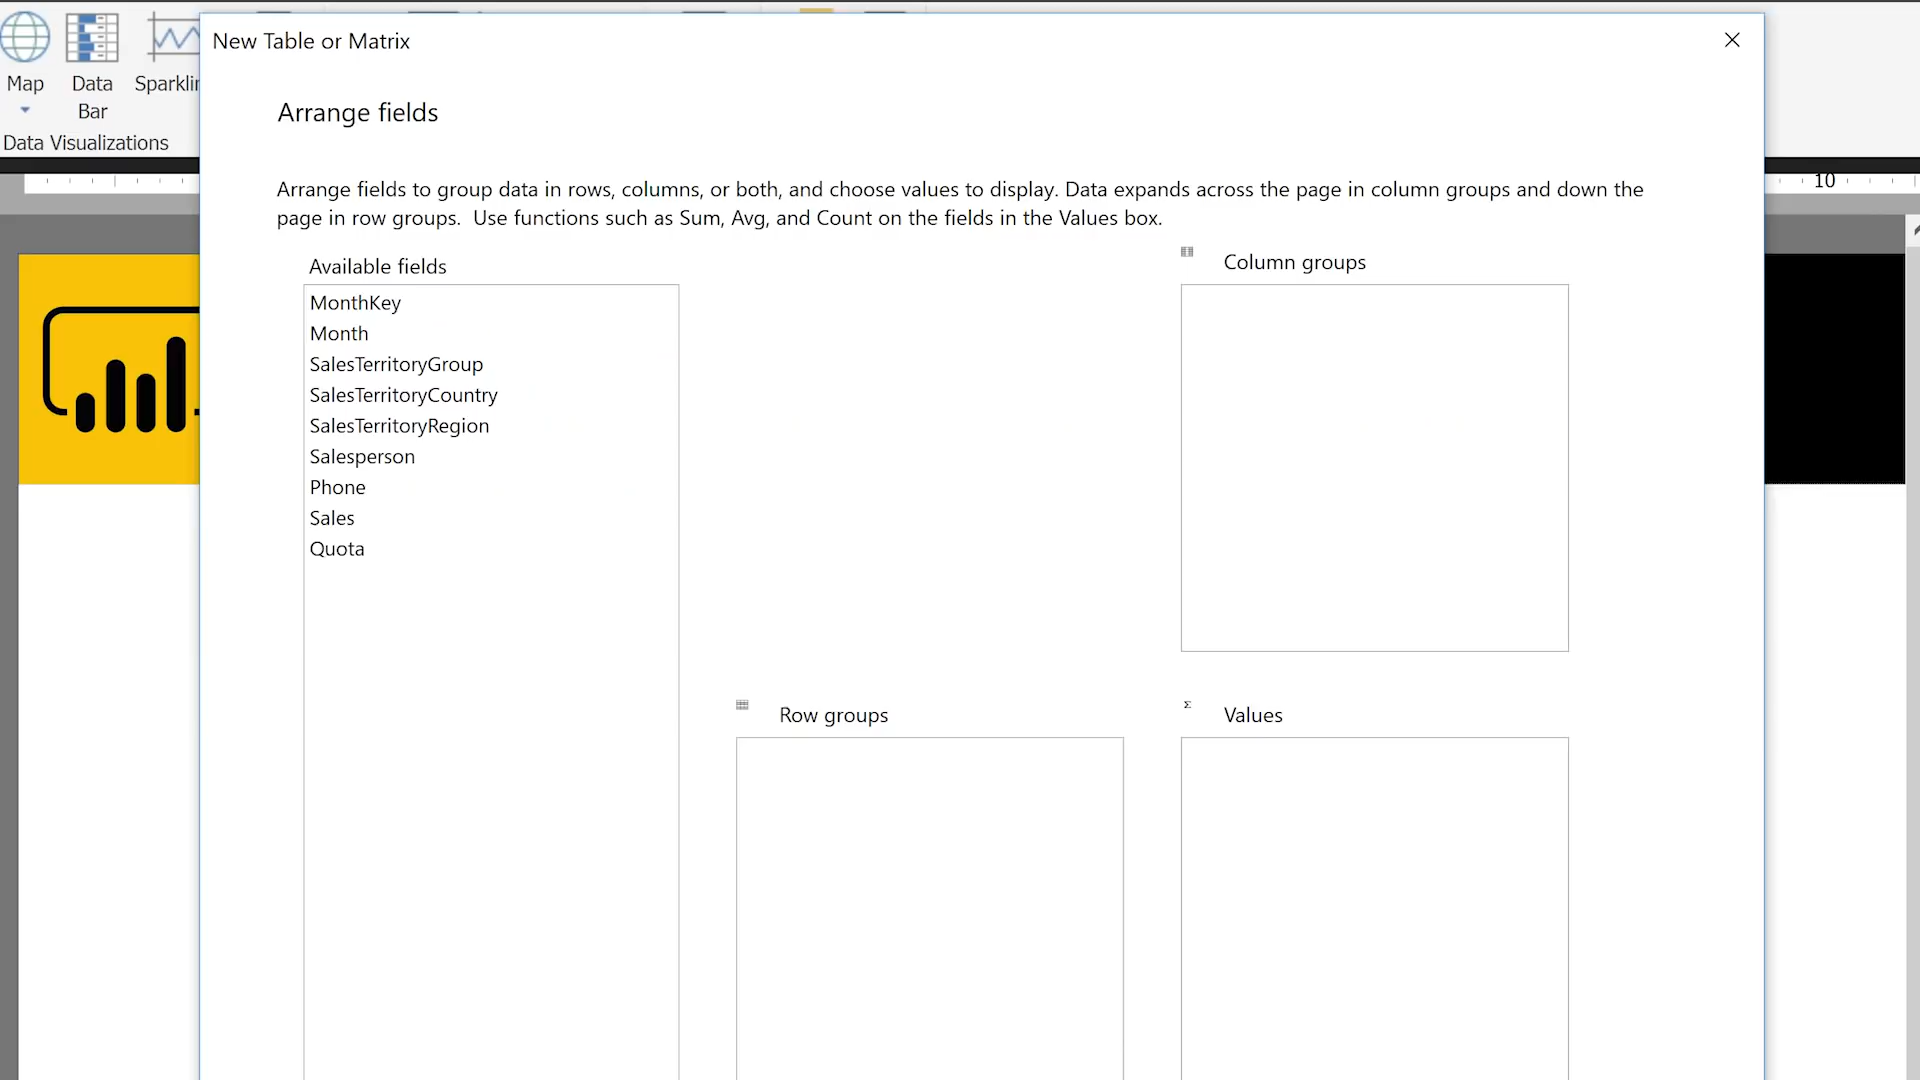 New Table or Matrix
Map
Data
Bar
Data Visualizations
10
Arrange fields
Arrange fields to group data in rows, columns, or both, and choose values to display. Data expands across the page in column groups and down the
page in row groups.  Use functions such as Sum, Avg, and Count on the fields in the Values box.
Available fields
MonthKey
Month
SalesTerritoryGroup
SalesTerritoryCountry
SalesTerritoryRegion
Salesperson
Phone
Sales
Quota
Column groups
Row groups
Σ
Values